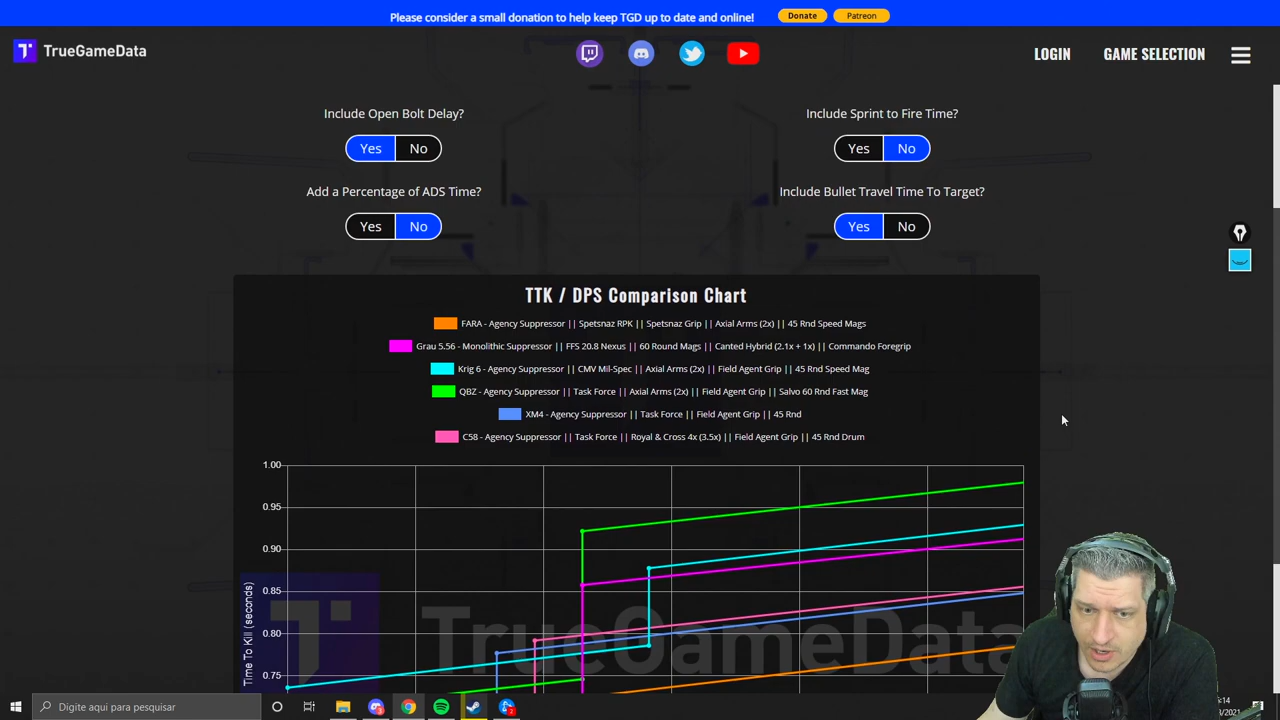 Please consider a small donation to help keep TGD up to date and online! Donate Patreon
TrueGameData LOGIN GAME SELECTION
Include Open Bolt Delay? Include Sprint to Fire Time?
Yes No Yes No
Add a Percentage of ADS Time? Include Bullet Travel Time To Target?
Yes No Yes No
TTK / DPS Comparison Chart
FARA - Agency Suppressor || Spetsnaz RPK || Spetsnaz Grip || Axial Arms (2x) || 45 Rnd Speed Mags
Grau 5.56 - Monolithic Suppressor || FFS 20.8 Nexus || 60 Round Mags || Canted Hybrid (2.1x + 1x) || Commando Foregrip
Krig 6 - Agency Suppressor || CMV Mil-Spec || Axial Arms (2x) || Field Agent Grip || 45 Rnd Speed Mag
QBZ - Agency Suppressor || Task Force || Axial Arms (2x) || Field Agent Grip || Salvo 60 Rnd Fast Mag
XM4 - Agency Suppressor || Task Force || Field Agent Grip || 45 Rnd
C58 - Agency Suppressor || Task Force || Royal & Cross 4x (3.5x) || Field Agent Grip || 45 Rnd Drum
1.00
0.95
0.90
0.85
0.80
0.75
Time To Kill (seconds)
TrueGameData
Digite aqui para pesquisar